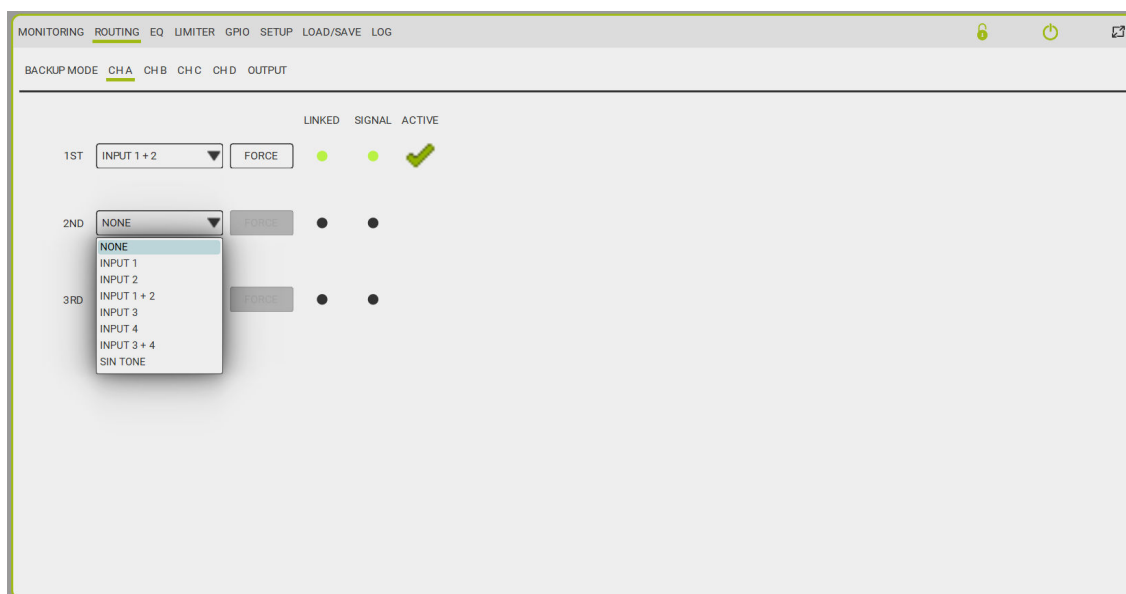 MONITORING ROUTING EQ LIMITER GPIO SETUP LOAD/SAVE LOG
BACKUP MODE CH A CH B CH C CH D OUTPUT
LINKED SIGNAL ACTIVE
1ST INPUT 1 + 2 FORCE
2ND NONE FORCE
NONE
INPUT 1
INPUT 2
3RD INPUT 1 + 2 FORCE
INPUT 3
INPUT 4
INPUT 3 + 4
SIN TONE